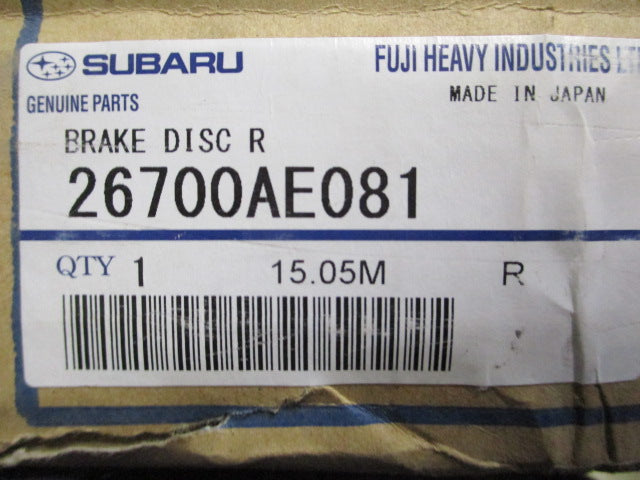 SUBARU FUJI HEAVY INDUSTRIES
GENUINE PARTS MADE IN JAPAN
BRAKE DISC R
26700AE081
QTY 1 15.05M R